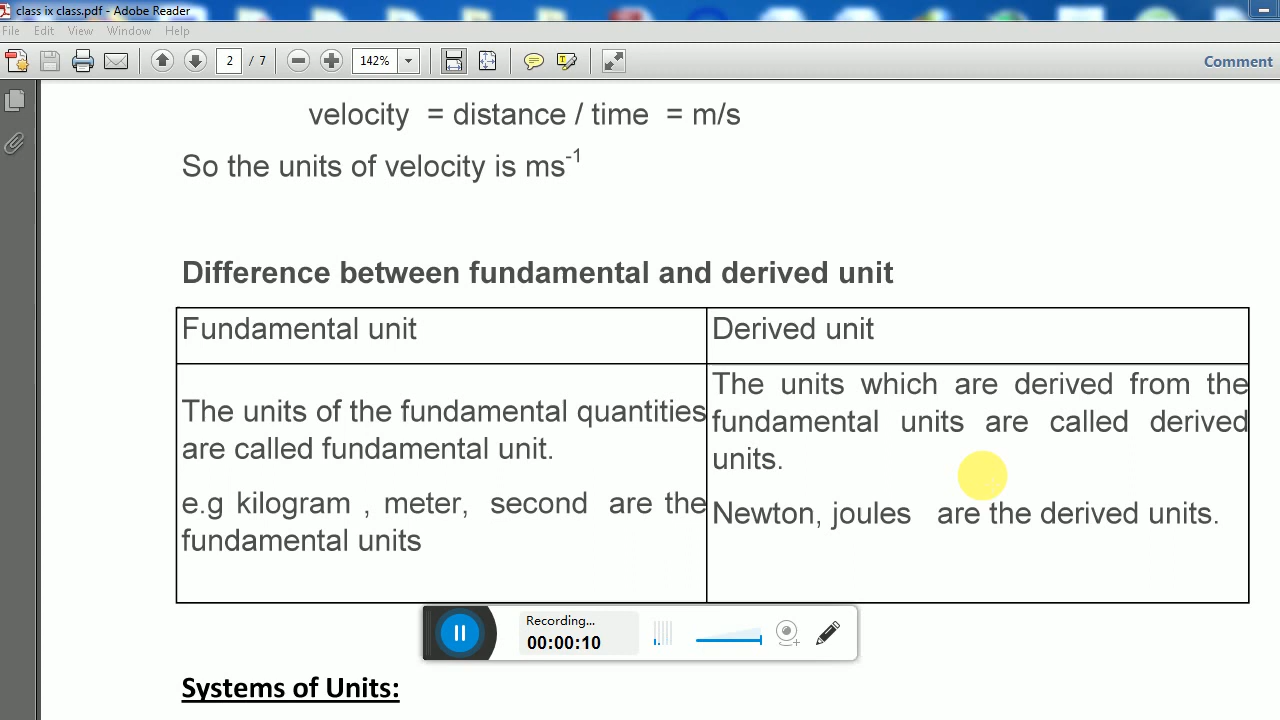 class ix class.pdf - Adobe Reader
File Edit View Window Help
2 / 7 142% Comment
velocity = distance / time = m/s
So the units of velocity is ms⁻¹
Difference between fundamental and derived unit
Fundamental unit
Derived unit
The units of the fundamental quantities
are called fundamental unit.
e.g kilogram , meter, second are the
fundamental units
The units which are derived from the
fundamental units are called derived
units.
Newton, joules are the derived units.
Recording...
00:00:10
Systems of Units: